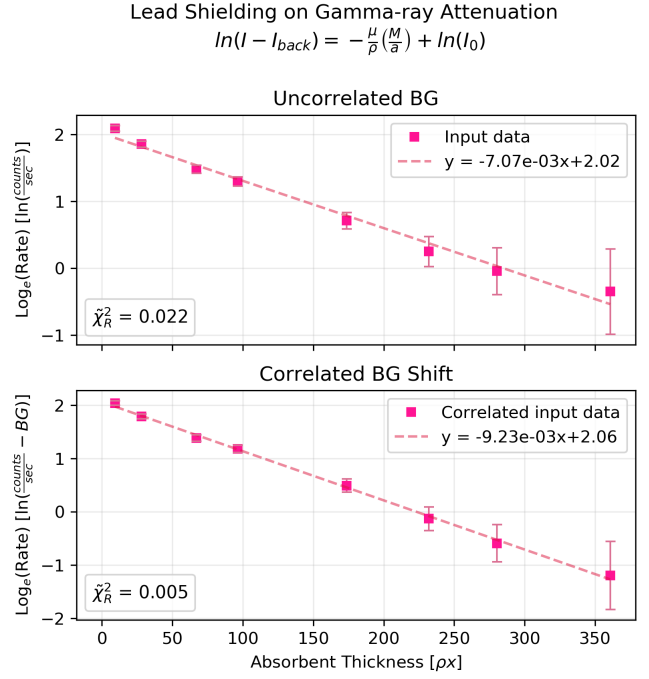 Lead Shielding on Gamma-ray Attenuation
ln(I − I_back) = −μ/ρ(M/a) + ln(I_0)
Uncorrelated BG
Log_e(Rate) [ln(counts/sec)]
2
1
0
−1
Input data
y = -7.07e-03x+2.02
χ̃²_R = 0.022
Correlated BG Shift
Log_e(Rate) [ln(counts/sec − BG)]
2
1
0
−1
−2
Correlated input data
y = -9.23e-03x+2.06
χ̃²_R = 0.005
0 50 100 150 200 250 300 350
Absorbent Thickness [ρx]